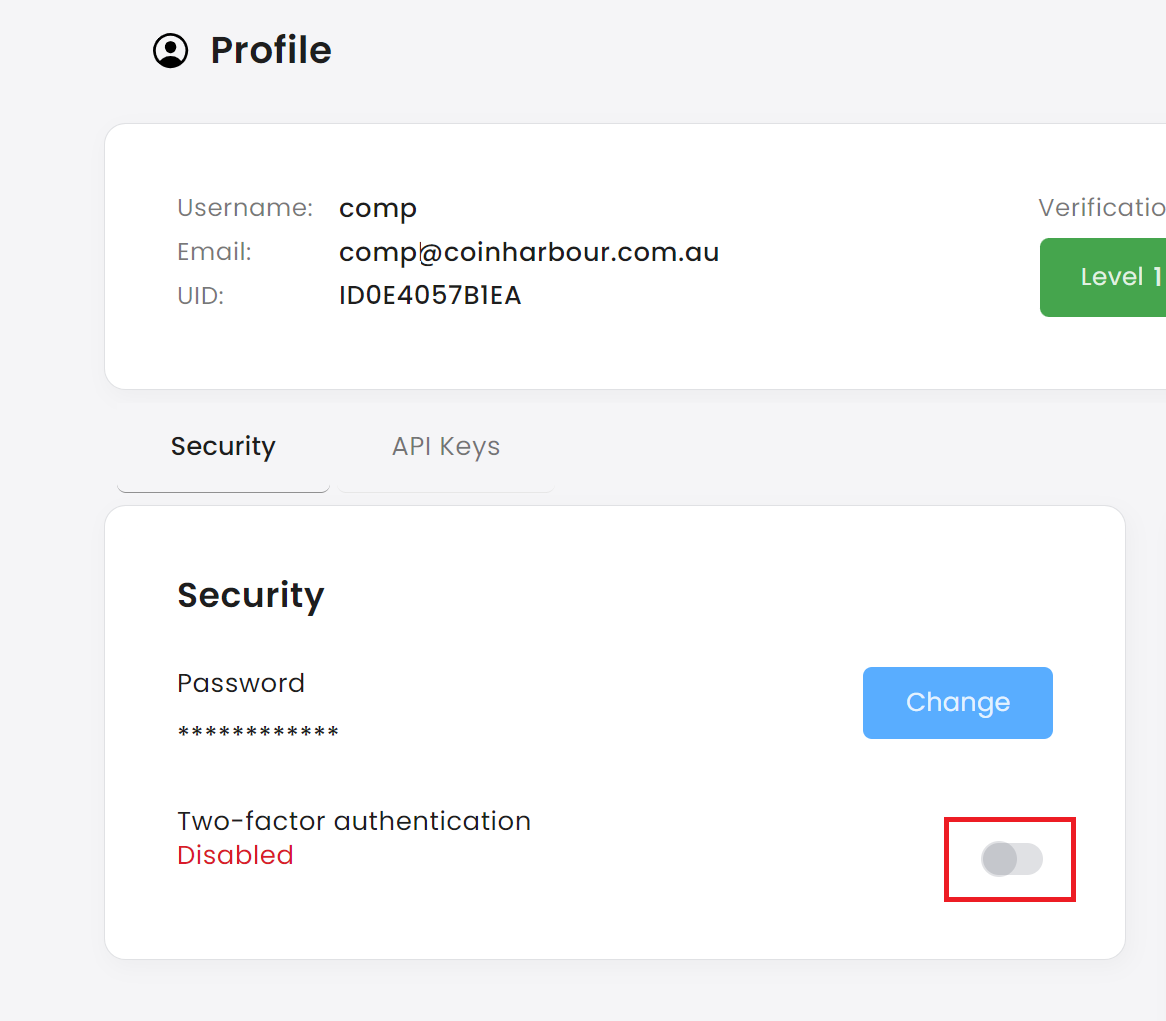 Profile
Username: comp
Email: comp@coinharbour.com.au
UID: ID0E4057B1EA
Verificatio
Level 1
Security API Keys
Security
Password
************
Change
Two-factor authentication
Disabled